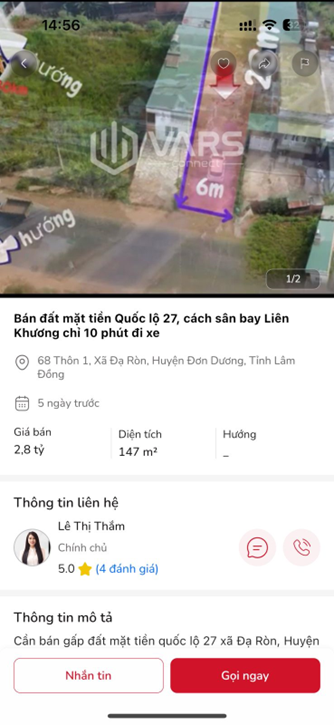 14:56
hướng
6m
VARS
connect
hướng
1/2
Bán đất mặt tiền Quốc lộ 27, cách sân bay Liên
Khương chỉ 10 phút đi xe
68 Thôn 1, Xã Đạ Ròn, Huyện Đơn Dương, Tỉnh Lâm
Đồng
5 ngày trước
Giá bán
Diện tích
Hướng
2,8 tỷ
147 m²
_
Thông tin liên hệ
Lê Thị Thắm
Chính chủ
5.0 (4 đánh giá)
Thông tin mô tả
Cần bán gấp đất mặt tiền quốc lộ 27 xã Đạ Ròn, Huyện
Nhắn tin
Gọi ngay